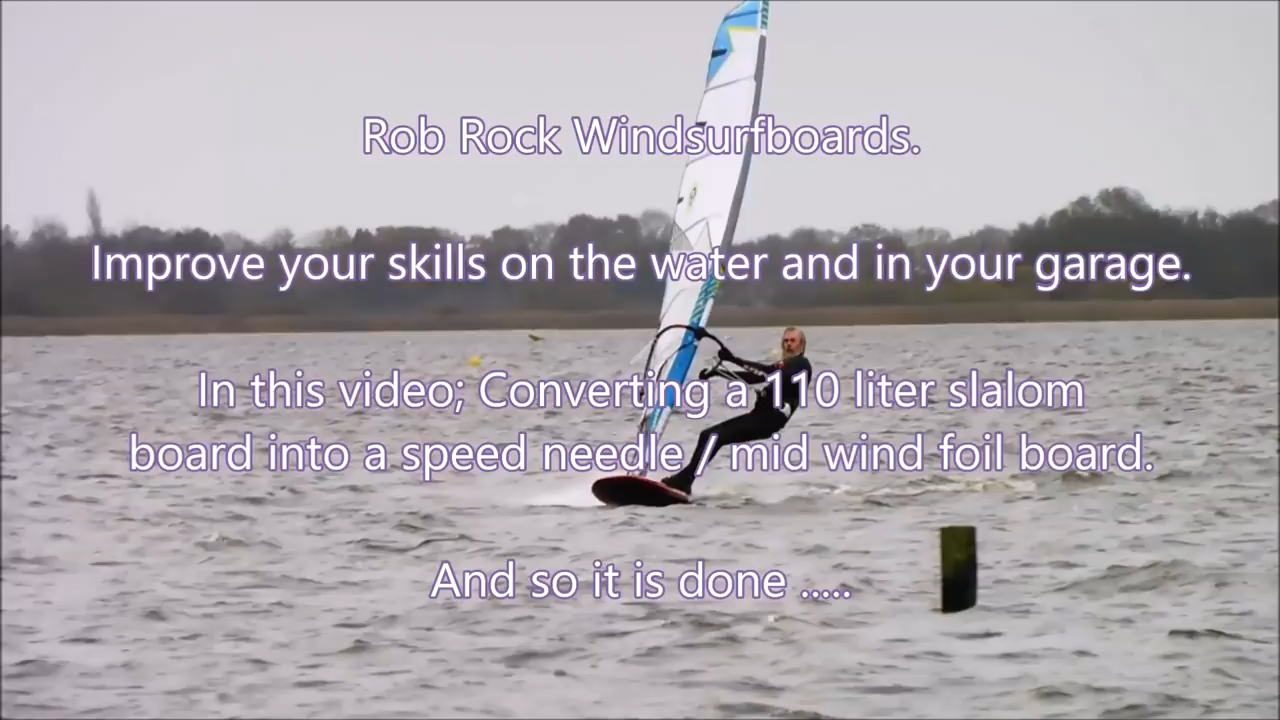 Rob Rock Windsurfboards.
Improve your skills on the water and in your garage.
In this video; Converting a 110 liter slalom
board into a speed needle / mid wind foil board.
And so it is done .....